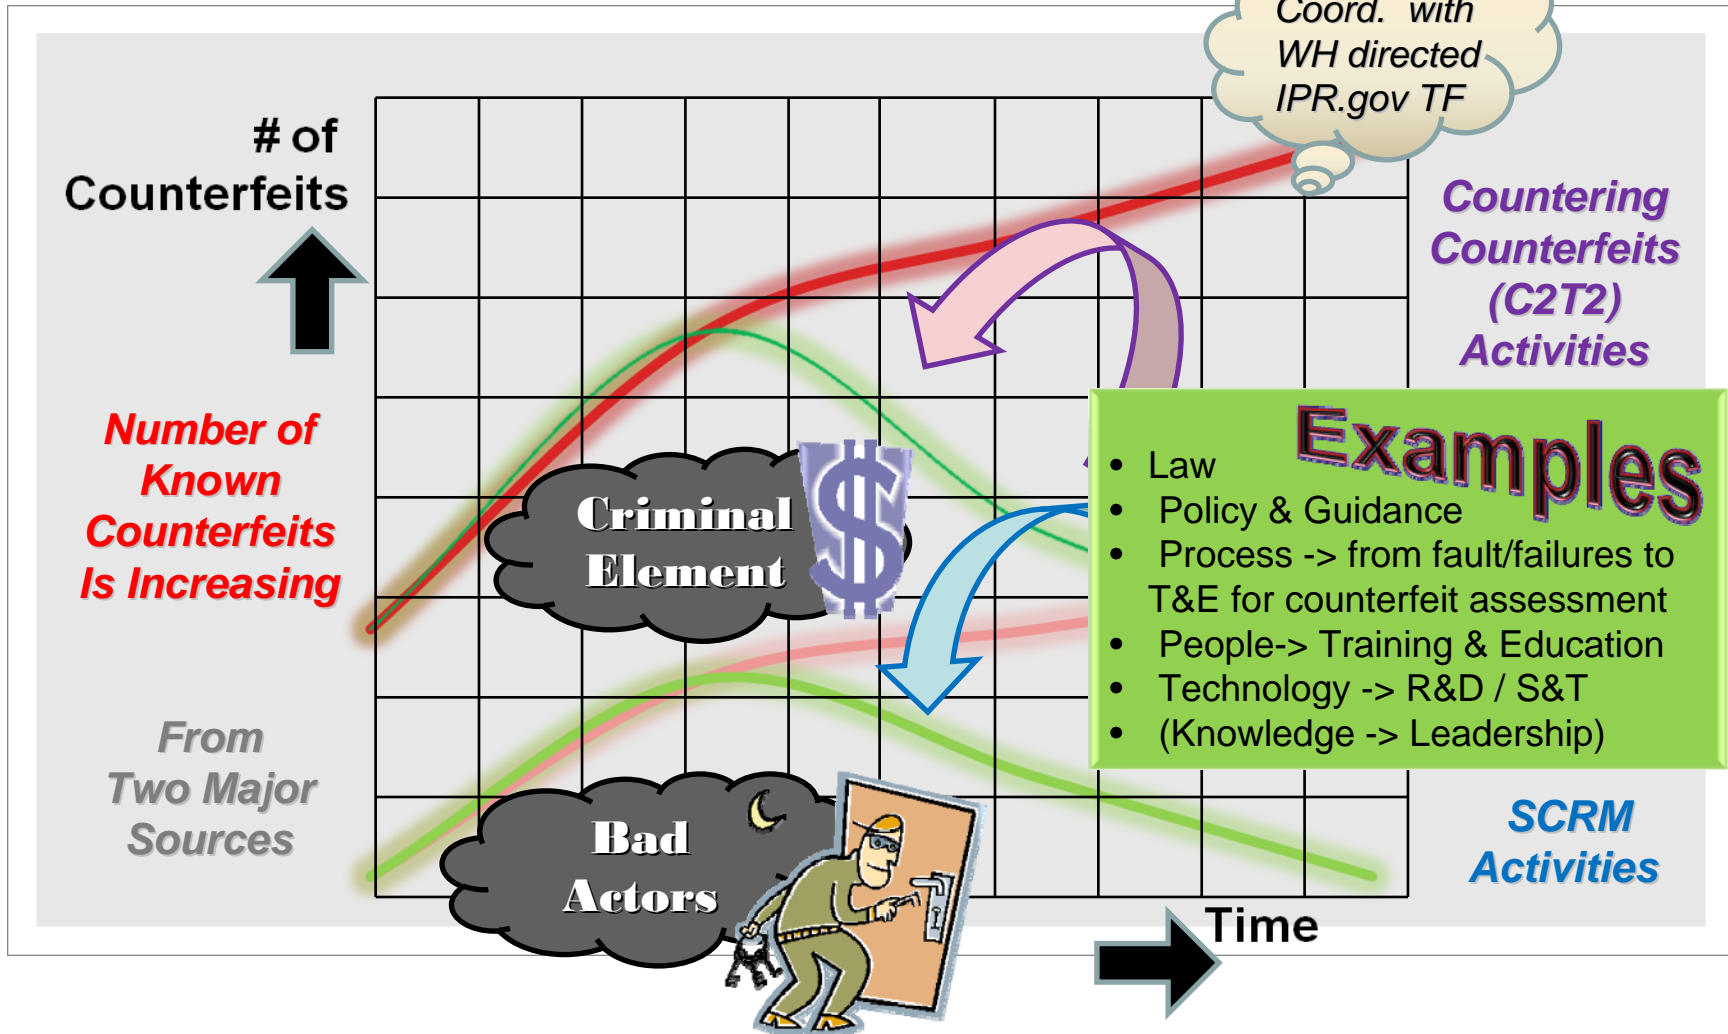 Coord. with
WH directed
IPR.gov TF
# of
Counterfeits
Countering
Counterfeits
(C2T2)
Activities
Number of
Known
Counterfeits
Is Increasing
Criminal
Element
$
Examples
• Law
• Policy & Guidance
• Process -> from fault/failures to
T&E for counterfeit assessment
• People-> Training & Education
• Technology -> R&D / S&T
• (Knowledge -> Leadership)
From
Two Major
Sources
Bad
Actors
SCRM
Activities
Time